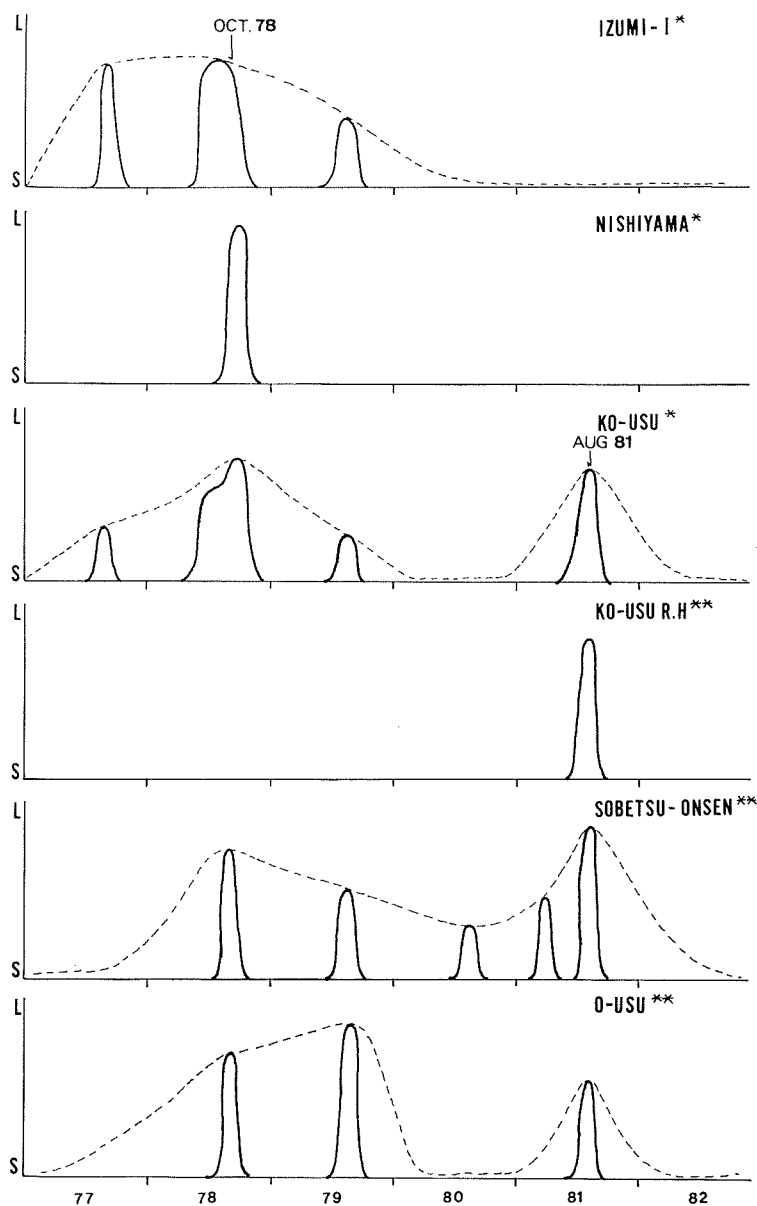 L
OCT. 78
IZUMI-I*
S
L
NISHIYAMA*
S
L
KO-USU *
AUG 81
S
L
KO-USU R.H**
S
L
SOBETSU-ONSEN**
S
L
O-USU **
S
77 78 79 80 81 82